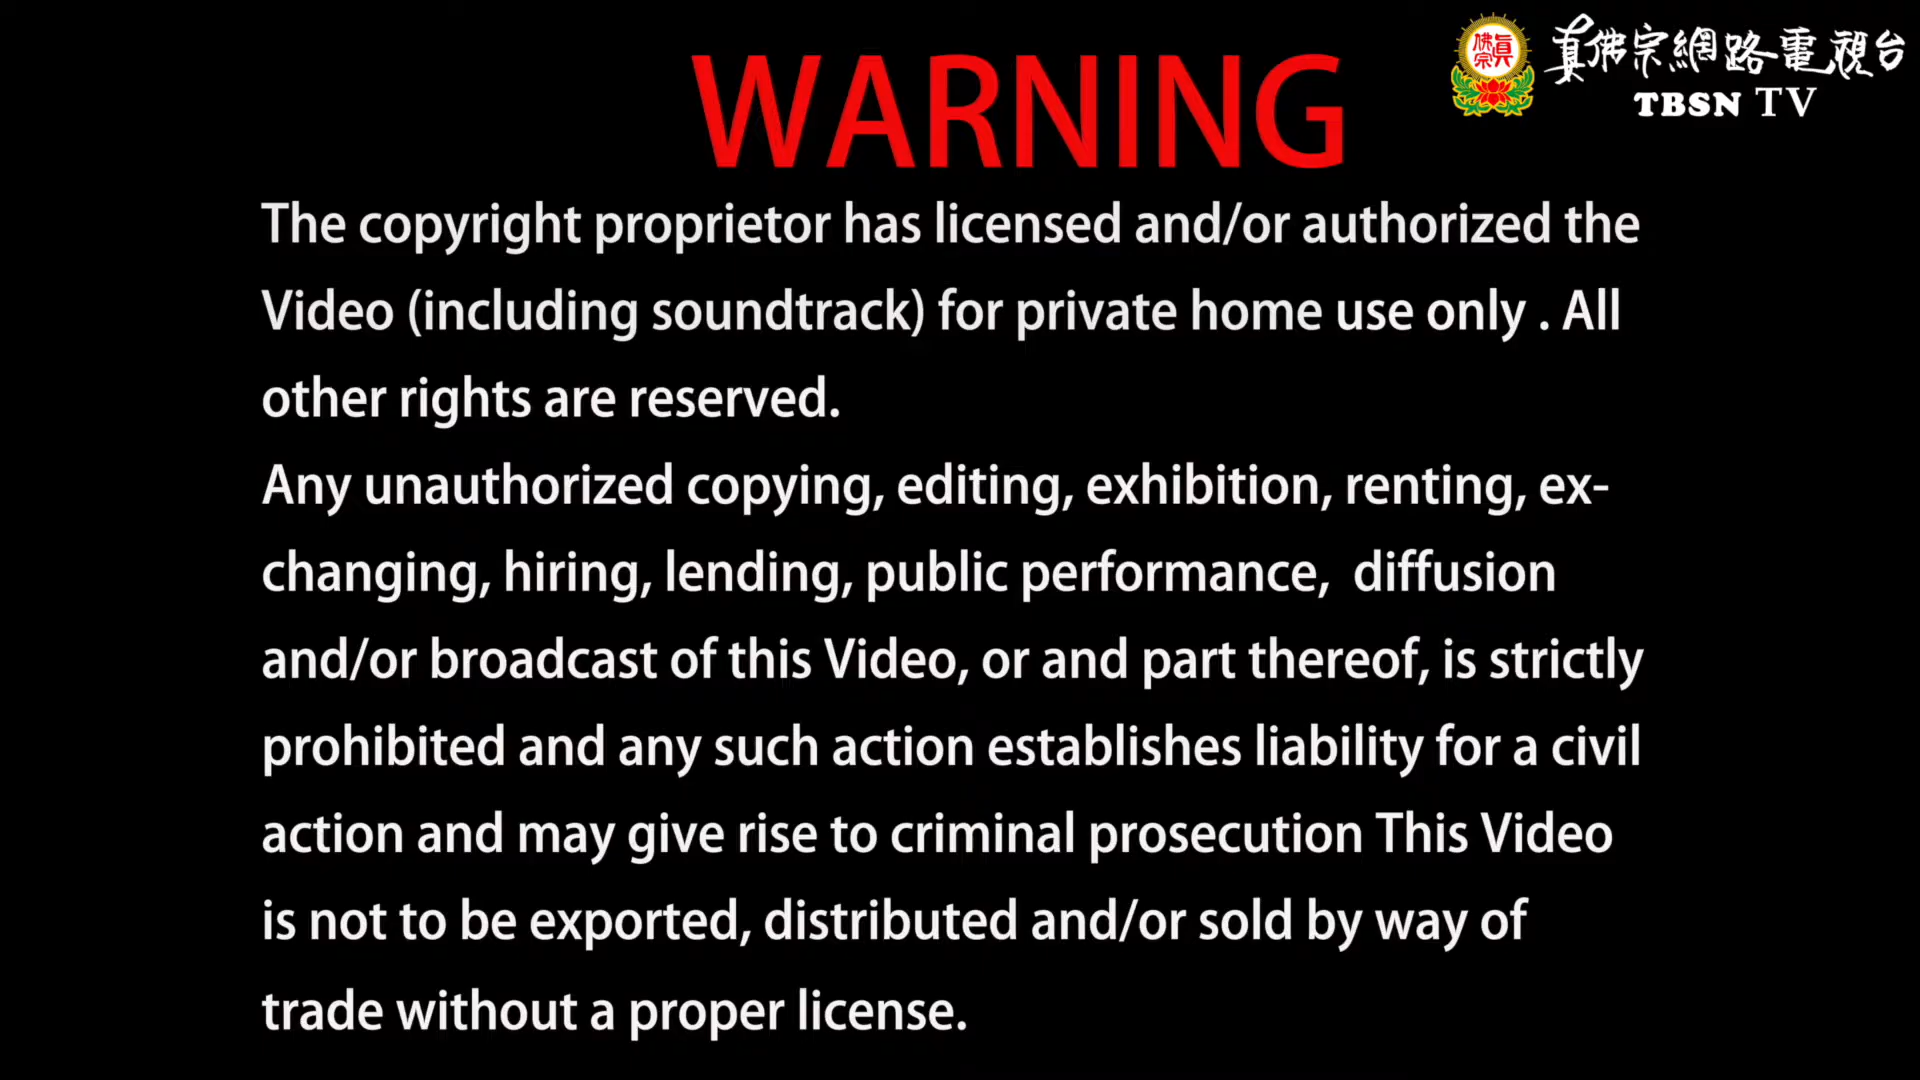 真佛宗
真佛宗網路電視台
TBSN TV
WARNING
The copyright proprietor has licensed and/or authorized the
Video (including soundtrack) for private home use only . All
other rights are reserved.
Any unauthorized copying, editing, exhibition, renting, ex-
changing, hiring, lending, public performance,  diffusion
and/or broadcast of this Video, or and part thereof, is strictly
prohibited and any such action establishes liability for a civil
action and may give rise to criminal prosecution This Video
is not to be exported, distributed and/or sold by way of
trade without a proper license.